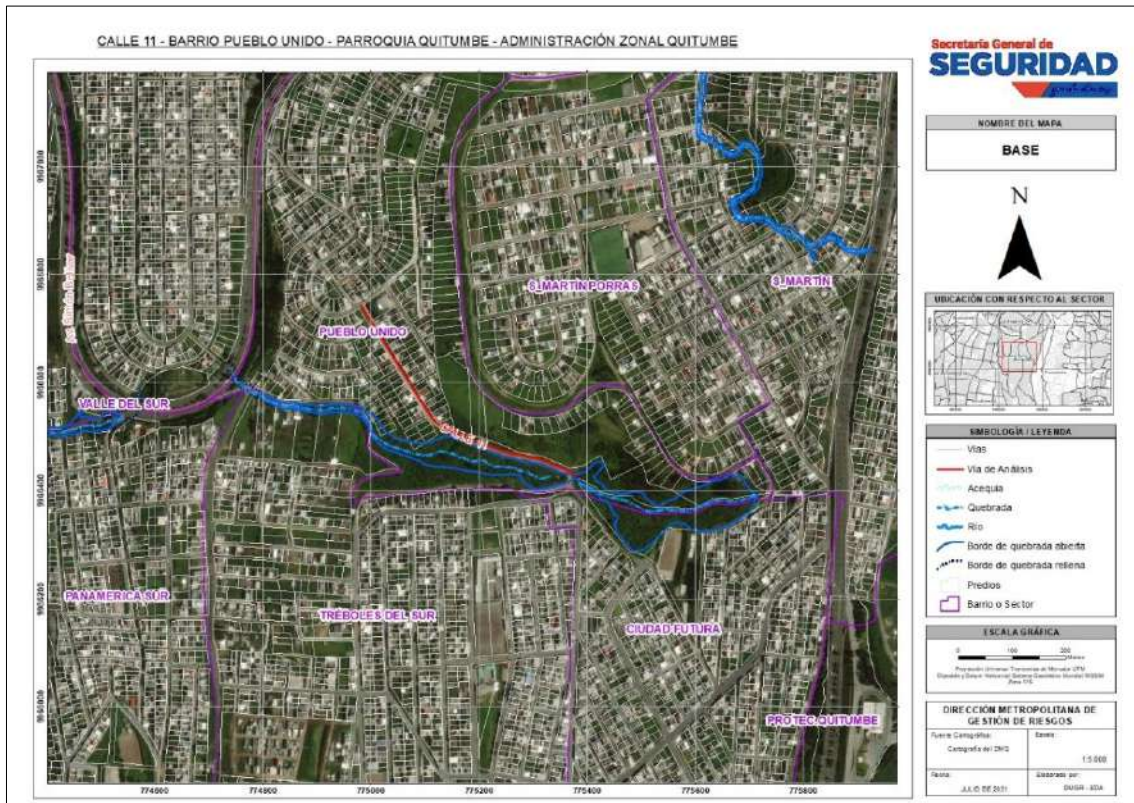 CALLE 11 - BARRIO PUEBLO UNIDO - PARROQUIA QUITUMBE - ADMINISTRACIÓN ZONAL QUITUMBE
Secretaría General de
SEGURIDAD
NOMBRE DEL MAPA
BASE
N
UBICACIÓN CON RESPECTO AL SECTOR
SIMBOLOGÍA / LEYENDA
Vías
Vía de Análisis
Acequia
Quebrada
Río
Borde de quebrada abierta
Borde de quebrada rellena
Predios
Barrio o Sector
ESCALA GRÁFICA
0 100 200
Metros
DIRECCIÓN METROPOLITANA DE
GESTIÓN DE RIESGOS
Fuente Cartográfica:
Cartografía del DMQ
Escala:
1:5.000
Fecha:
JULIO DE 2021
Elaborado por:
S_MARTIN PORRAS
S_MARTIN
PUEBLO UNIDO
VALLE DEL SUR
CALLE 11
PANAMERICA SUR
TRÉBOLES DEL SUR
CIUDAD FUTURA
PROTEC.QUITUMBE
774600 774800 775000 775200 775400 775600 775800